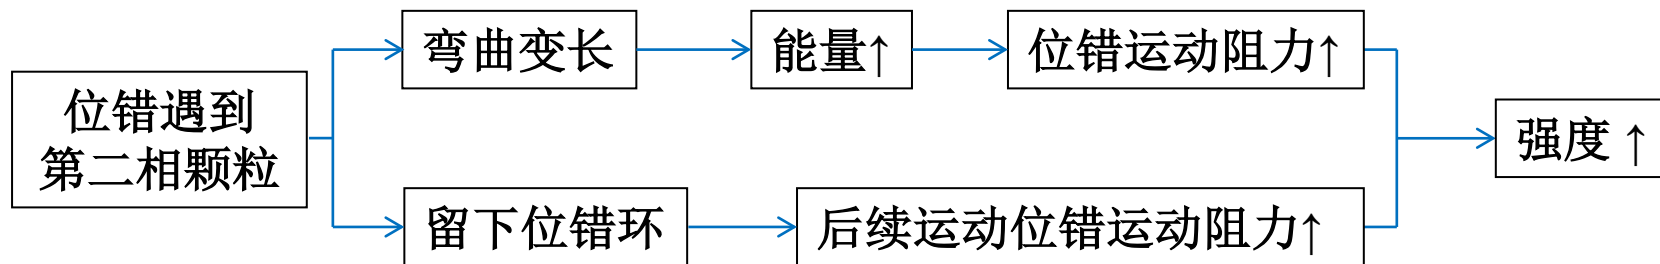 位错遇到
第二相颗粒
弯曲变长
能量↑
位错运动阻力↑
留下位错环
后续运动位错运动阻力↑
强度 ↑